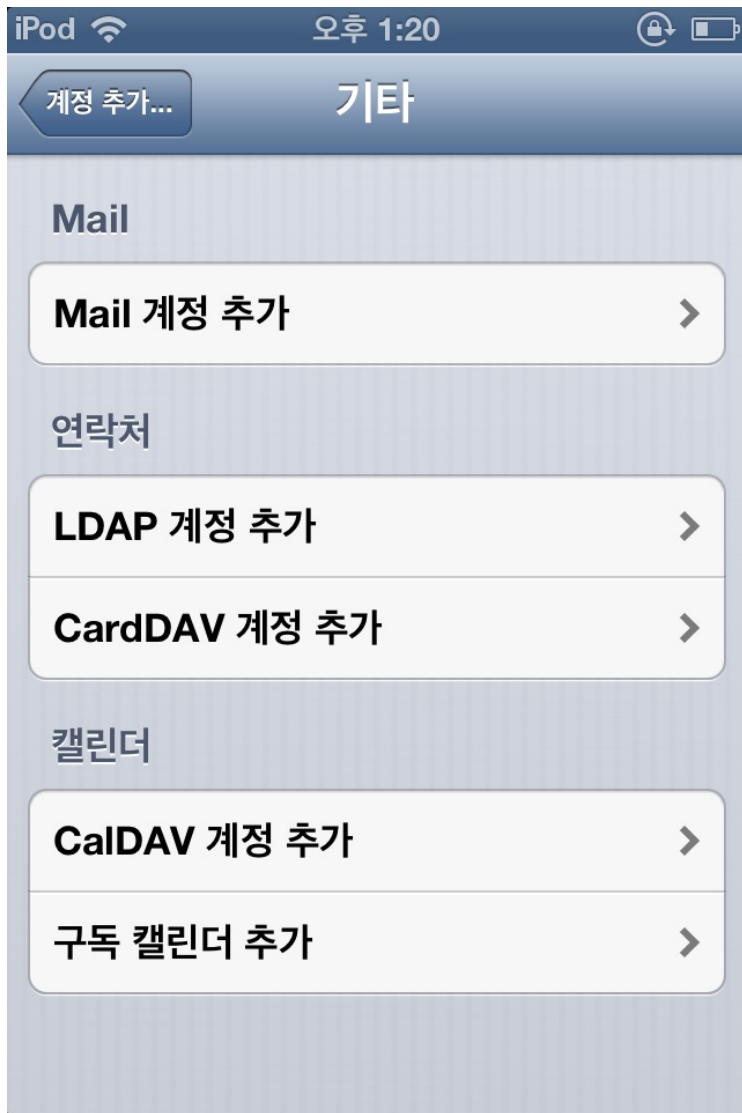 iPod 오후 1:20
계정 추가... 기타
Mail
Mail 계정 추가
연락처
LDAP 계정 추가
CardDAV 계정 추가
캘린더
CalDAV 계정 추가
구독 캘린더 추가